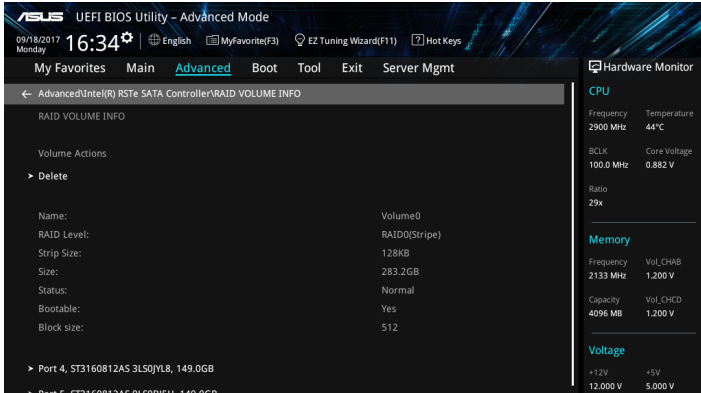 ASUS UEFI BIOS Utility – Advanced Mode
09/18/2017 Monday 16:34 English MyFavorite(F3) EZ Tuning Wizard(F11) ? Hot Keys
My Favorites Main Advanced Boot Tool Exit Server Mgmt
← Advanced\Intel(R) RSTe SATA Controller\RAID VOLUME INFO
RAID VOLUME INFO
Volume Actions
> Delete
Name: Volume0
RAID Level: RAID0(Stripe)
Strip Size: 128KB
Size: 283.2GB
Status: Normal
Bootable: Yes
Block size: 512
> Port 4, ST3160812AS 3LS0JYL8, 149.0GB
Hardware Monitor
CPU
Frequency Temperature
2900 MHz 44°C
BCLK Core Voltage
100.0 MHz 0.882 V
Ratio
29x
Memory
Frequency Vol_CHAB
2133 MHz 1.200 V
Capacity Vol_CHCD
4096 MB 1.200 V
Voltage
+12V +5V
12.000 V 5.000 V